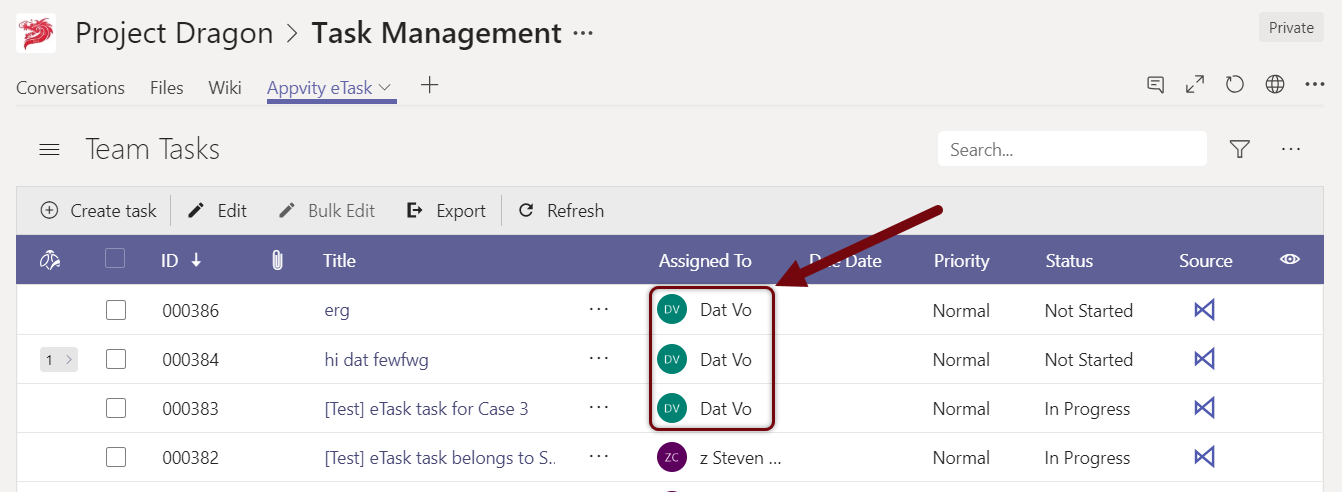 Project Dragon > Task Management ...
Private
Conversations Files Wiki Appvity eTask
Team Tasks
Search...
Create task Edit Bulk Edit Export Refresh
ID Title Assigned To Due Date Priority Status Source
000386 erg ... DV Dat Vo Normal Not Started
1 > 000384 hi dat fewfwg ... DV Dat Vo Normal Not Started
000383 [Test] eTask task for Case 3 ... DV Dat Vo Normal In Progress
000382 [Test] eTask task belongs to S.. ... ZC z Steven ... Normal In Progress